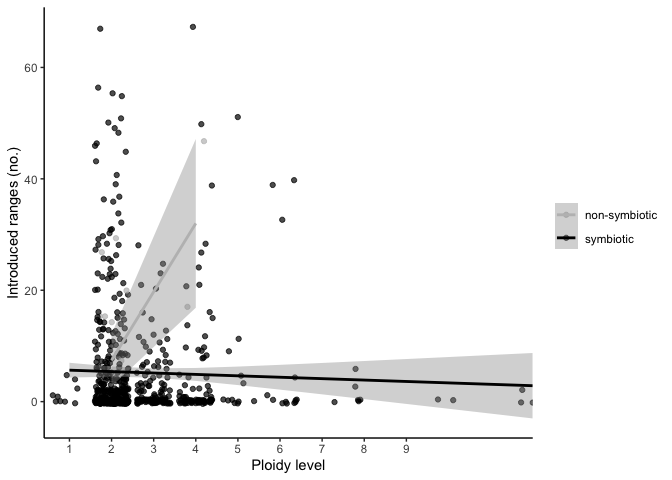 60
40
20
0
Introduced ranges (no.)
1 2 3 4 5 6 7 8 9
Ploidy level
non-symbiotic
symbiotic